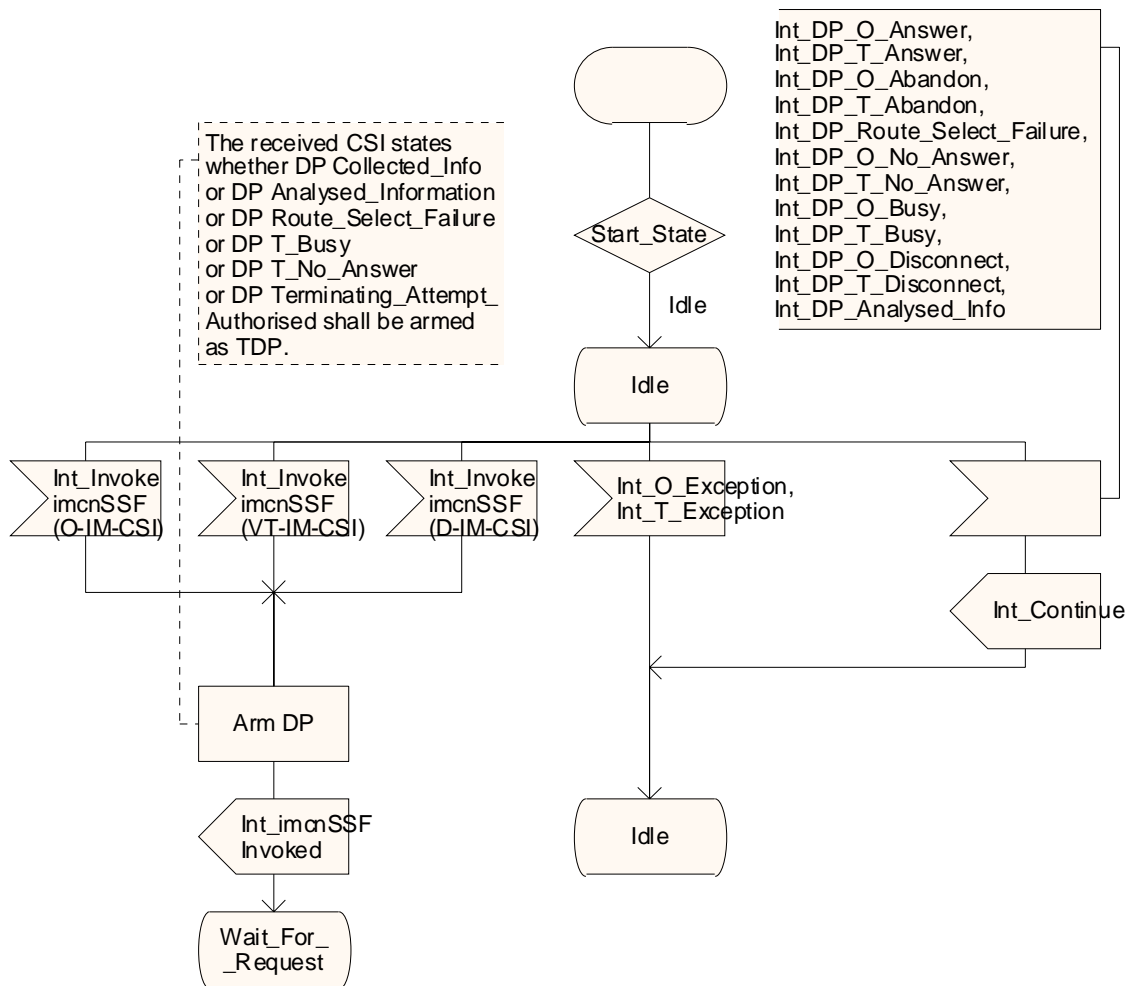 Int_DP_O_Answer,
Int_DP_T_Answer,
Int_DP_O_Abandon,
Int_DP_T_Abandon,
Int_DP_Route_Select_Failure,
Int_DP_O_No_Answer,
Int_DP_T_No_Answer,
Int_DP_O_Busy,
Int_DP_T_Busy,
Int_DP_O_Disconnect,
Int_DP_T_Disconnect,
Int_DP_Analysed_Info
The received CSI states
whether DP Collected_Info
or DP Analysed_Information
or DP Route_Select_Failure
or DP T_Busy
or DP T_No_Answer
or DP Terminating_Attempt_
Authorised shall be armed
as TDP.
Start_State
Idle
Idle
Int_Invoke
imcnSSF
(O-IM-CSI)
Int_Invoke
imcnSSF
(VT-IM-CSI)
Int_Invoke
imcnSSF
(D-IM-CSI)
Int_O_Exception,
Int_T_Exception
Int_Continue
Arm DP
Int_imcnSSF
Invoked
Idle
Wait_For_
_Request